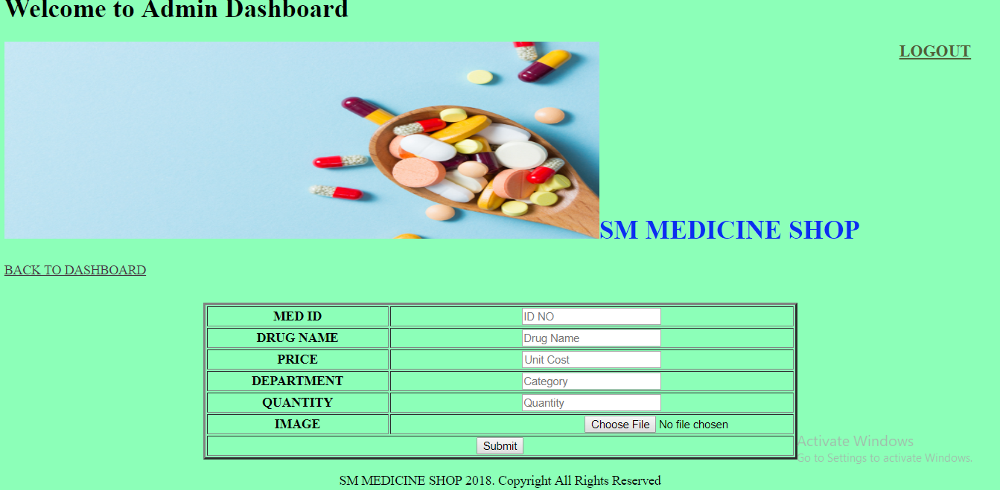 Welcome to Admin Dashboard
LOGOUT
SM MEDICINE SHOP
BACK TO DASHBOARD
MED ID ID NO
DRUG NAME Drug Name
PRICE Unit Cost
DEPARTMENT Category
QUANTITY Quantity
IMAGE Choose File No file chosen
Submit
Activate Windows
Go to Settings to activate Windows.
SM MEDICINE SHOP 2018. Copyright All Rights Reserved